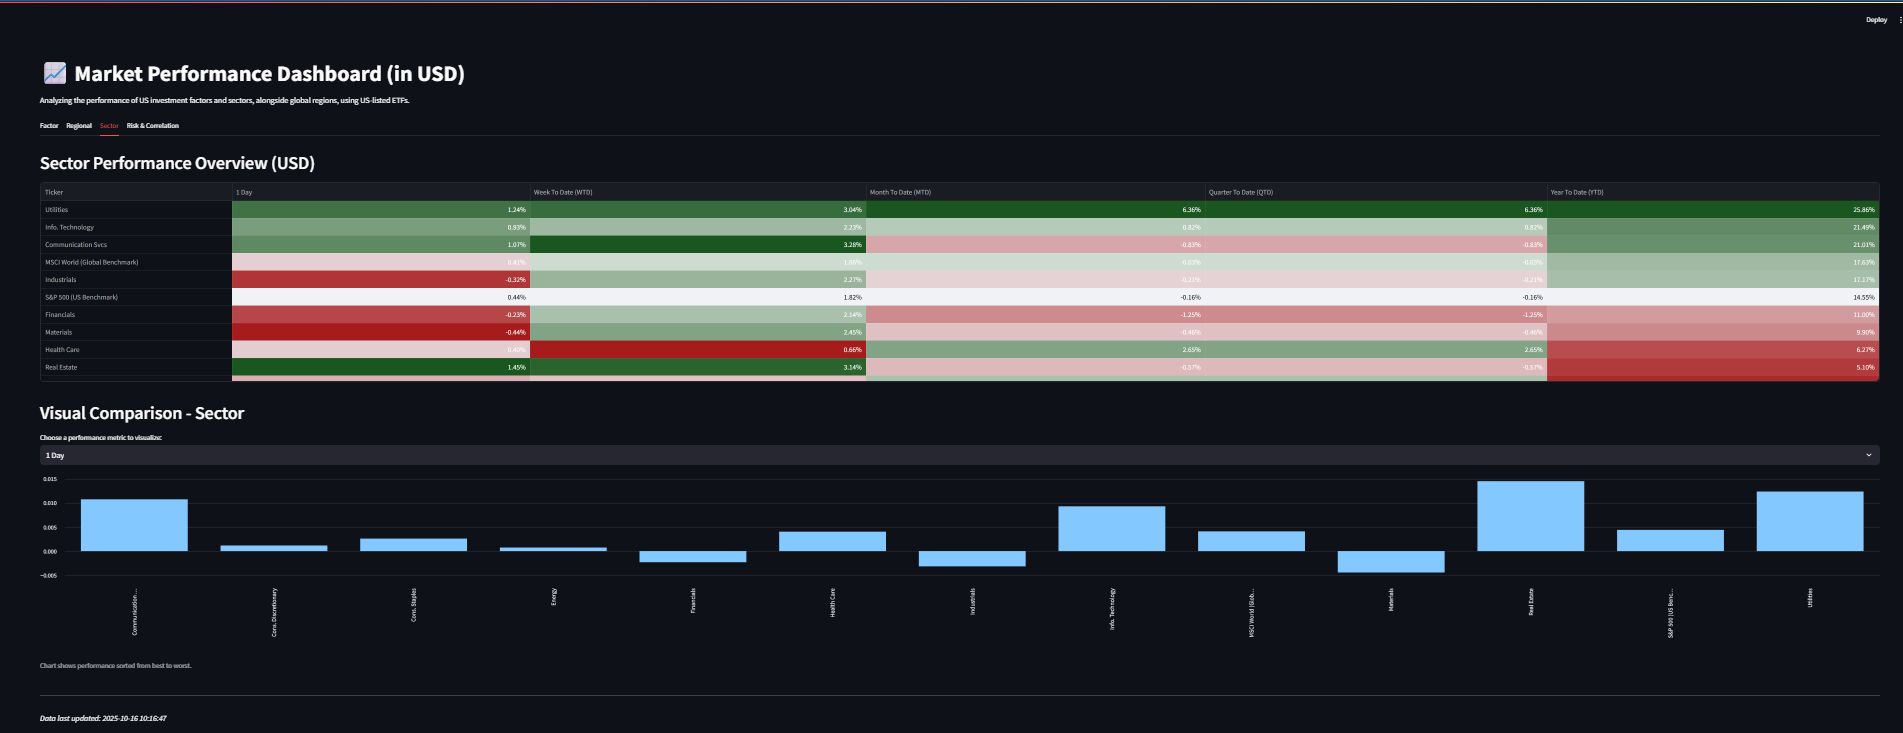 Deploy
Market Performance Dashboard (in USD)
Analyzing the performance of US investment factors and sectors, alongside global regions, using US-listed ETFs.
Factor Regional Sector Risk & Correlation
Sector Performance Overview (USD)
Ticker 1 Day Week To Date (WTD) Month To Date (MTD) Quarter To Date (QTD) Year To Date (YTD)
Utilities 1.24% 3.04% 6.36% 6.36% 25.86%
Info. Technology 0.93% 2.23% 0.82% 0.82% 21.49%
Communication Svcs 1.07% 3.28% -0.83% -0.83% 21.01%
MSCI World (Global Benchmark) 0.41% -0.03% -0.03% 17.63%
Industrials -0.32% 2.27% -0.21% -0.21% 17.17%
S&P 500 (US Benchmark) 0.44% 1.82% -0.16% -0.16% 14.55%
Financials -0.23% 2.14% -1.25% -1.25% 11.00%
Materials -0.44% 2.45% -0.46% -0.46% 9.90%
Health Care 0.40% 0.66% 2.65% 2.65% 6.27%
Real Estate 1.45% 3.14% -0.57% -0.57% 5.10%
Visual Comparison - Sector
Choose a performance metric to visualize:
1 Day
0.015
0.010
0.005
0.000
−0.005
Communication …
Cons. Discretionary
Cons. Staples
Energy
Financials
Health Care
Industrials
Info. Technology
MSCI World (Glob…
Materials
Real Estate
S&P 500 (US Benc…
Utilities
Chart shows performance sorted from best to worst.
Data last updated: 2025-10-16 10:16:47